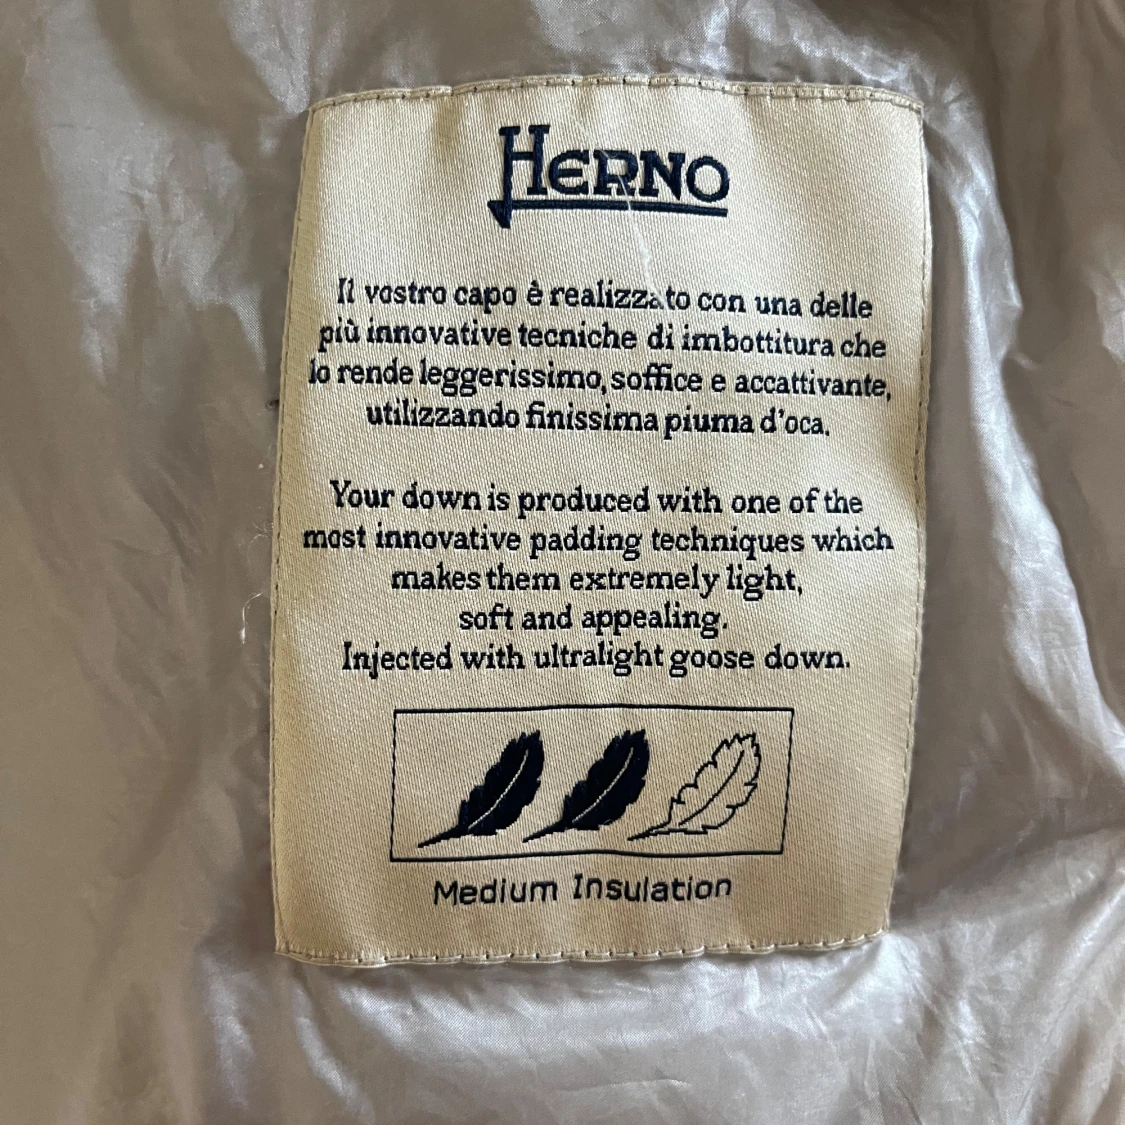 HERNO
Il vostro capo è realizzato con una delle
più innovative tecniche di imbottitura che
lo rende leggerissimo, soffice e accattivante,
utilizzando finissima piuma d'oca.
Your down is produced with one of the
most innovative padding techniques which
makes them extremely light,
soft and appealing.
Injected with ultralight goose down.
Medium Insulation